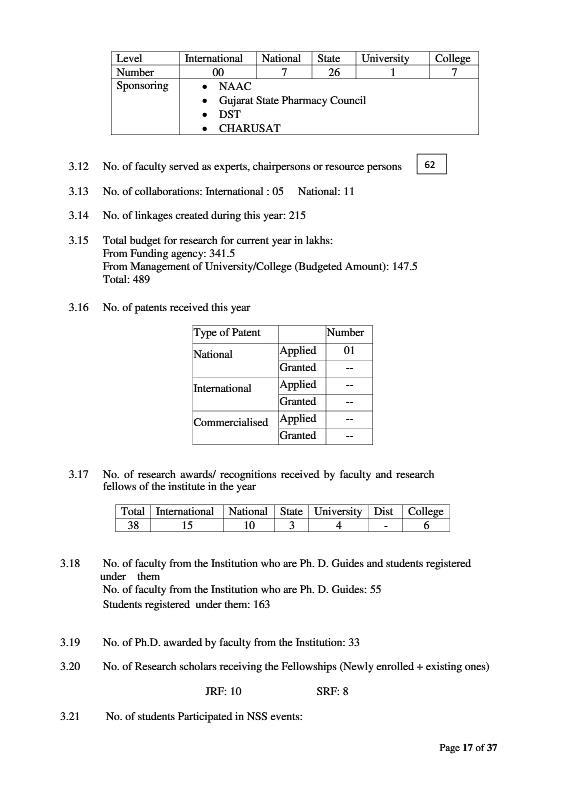 Level International National State University College
Number 00 7 26 1 7
Sponsoring • NAAC
• Gujarat State Pharmacy Council
• DST
• CHARUSAT
3.12 No. of faculty served as experts, chairpersons or resource persons 62
3.13 No. of collaborations: International : 05 National: 11
3.14 No. of linkages created during this year: 215
3.15 Total budget for research for current year in lakhs:
From Funding agency: 341.5
From Management of University/College (Budgeted Amount): 147.5
Total: 489
3.16 No. of patents received this year
Type of Patent Number
National Applied 01
Granted --
International Applied --
Granted --
Commercialised Applied --
Granted --
3.17 No. of research awards/ recognitions received by faculty and research
fellows of the institute in the year
Total International National State University Dist College
38 15 10 3 4 - 6
3.18 No. of faculty from the Institution who are Ph. D. Guides and students registered
under them
No. of faculty from the Institution who are Ph. D. Guides: 55
Students registered under them: 163
3.19 No. of Ph.D. awarded by faculty from the Institution: 33
3.20 No. of Research scholars receiving the Fellowships (Newly enrolled + existing ones)
JRF: 10 SRF: 8
3.21 No. of students Participated in NSS events:
Page 17 of 37